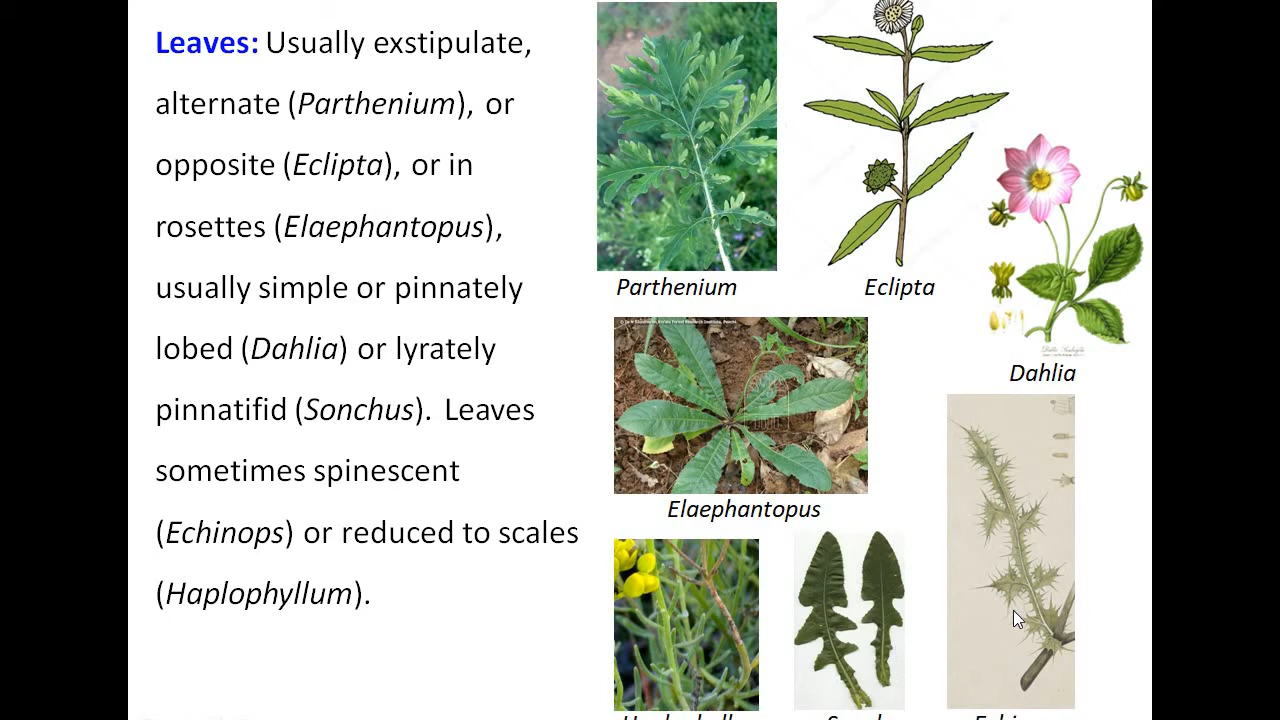 Leaves: Usually exstipulate,
alternate (Parthenium), or
opposite (Eclipta), or in
rosettes (Elaephantopus),
usually simple or pinnately
lobed (Dahlia) or lyrately
pinnatifid (Sonchus). Leaves
sometimes spinescent
(Echinops) or reduced to scales
(Haplophyllum).
Parthenium
Eclipta
Dahlia
Elaephantopus